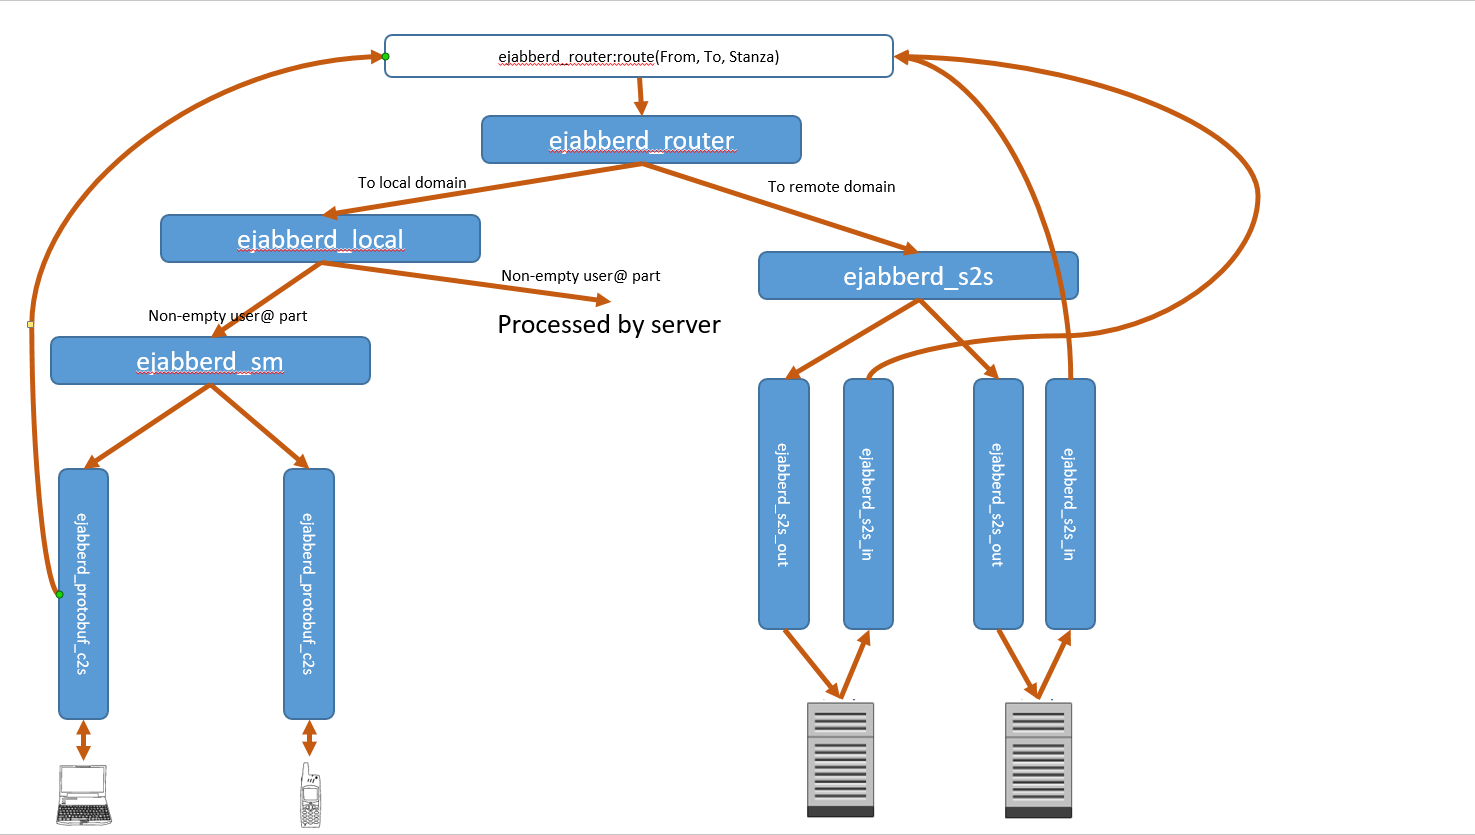 ejabberd_router:route(From, To, Stanza)
ejabberd_router
To local domain
To remote domain
ejabberd_local
ejabberd_s2s
Non-empty user@ part
Non-empty user@ part
Processed by server
ejabberd_sm
ejabberd_protobuf_c2s
ejabberd_protobuf_c2s
ejabberd_s2s_out
ejabberd_s2s_in
ejabberd_s2s_out
ejabberd_s2s_in